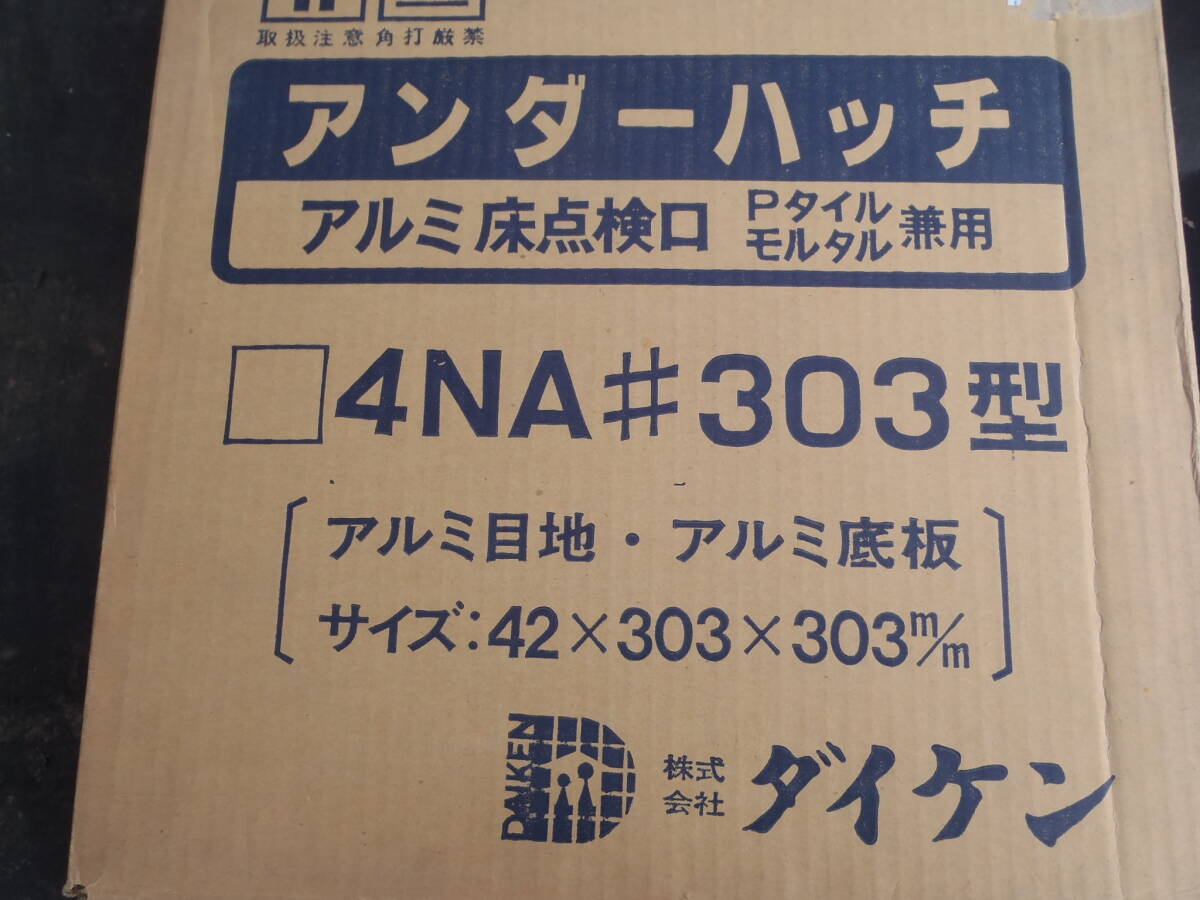 取扱注意角打厳禁
アンダーハッチ
アルミ床点検口 Pタイル モルタル 兼用
□4NA#303型
アルミ目地・アルミ底板
サイズ:42×303×303m/m
DAIKEN 株式会社 ダイケン